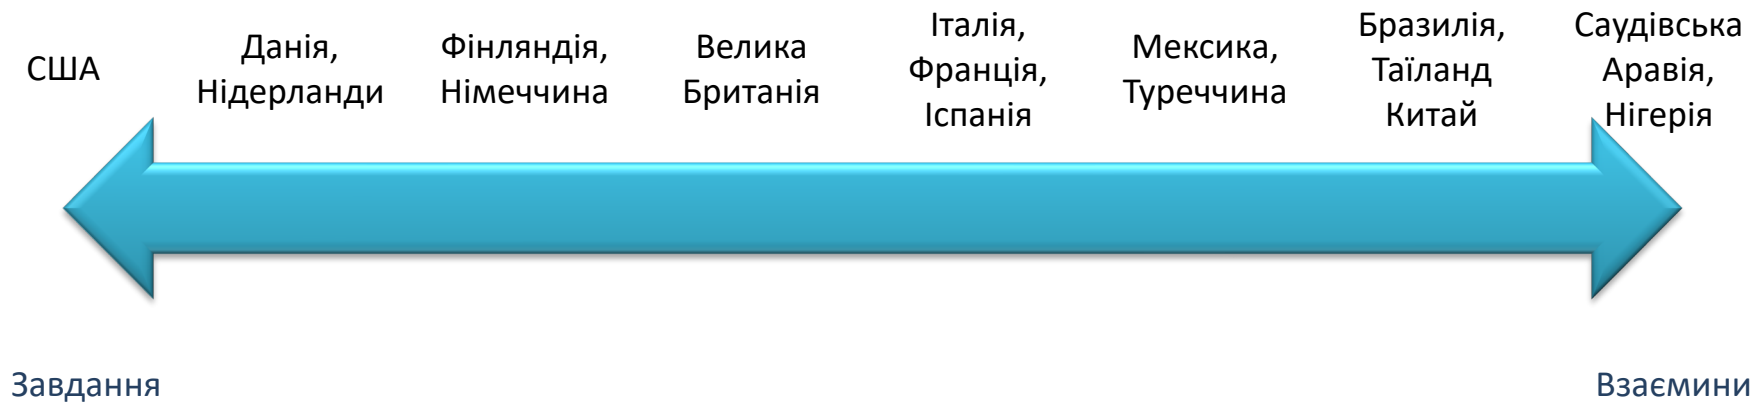 США
Данія,
Нідерланди
Фінляндія,
Німеччина
Велика
Британія
Італія,
Франція,
Іспанія
Мексика,
Туреччина
Бразилія,
Таїланд
Китай
Саудівська
Аравія,
Нігерія
Завдання
Взаємини